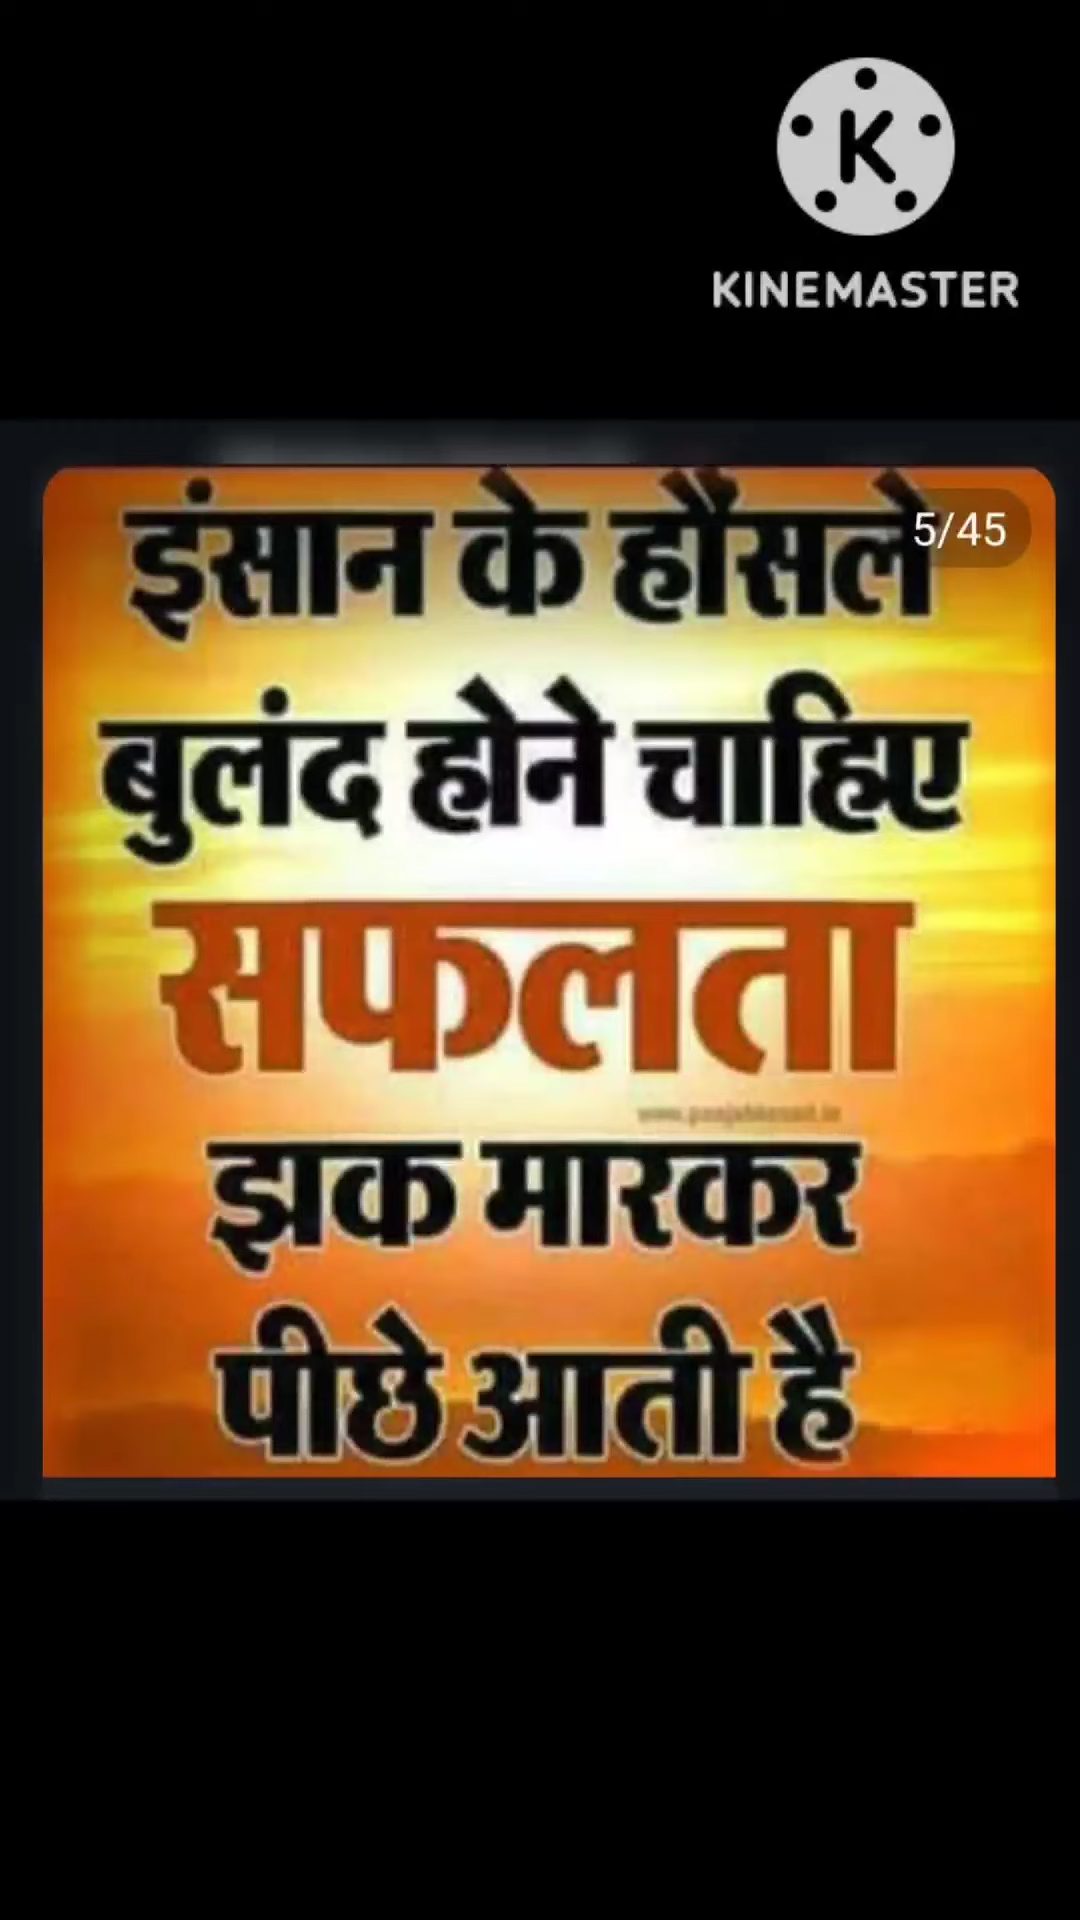 KINEMASTER
5/45
इंसान के हौसले
बुलंद होने चाहिए
सफलता
झक मारकर
पीछे आती है